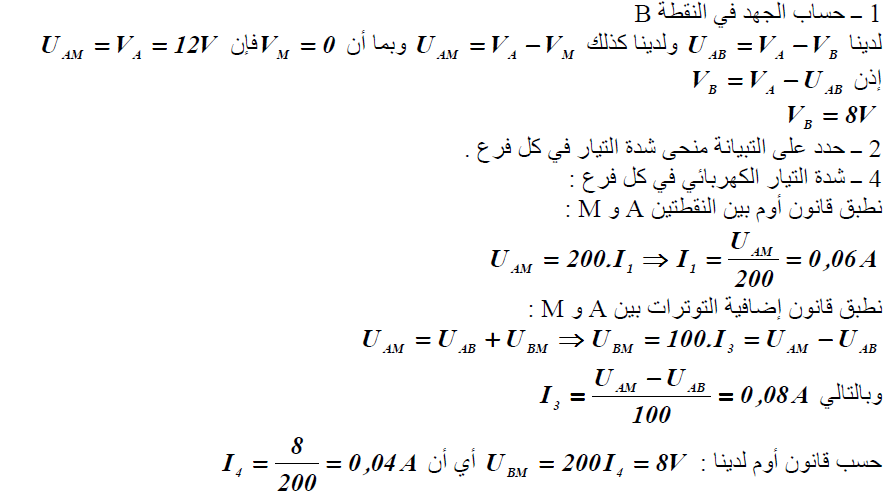 1 – حساب الجهد في النقطة B
لدينا U_AB = V_A − V_B ولدينا كذلك U_AM = V_A − V_M وبما أن V_M = 0 فإن U_AM = V_A = 12V
إذن V_B = V_A − U_AB
V_B = 8V
2 – حدد على التبيانة منحى شدة التيار في كل فرع .
4 – شدة التيار الكهربائي في كل فرع :
نطبق قانون أوم بين النقطتين A و M :
U_AM = 200.I_1 ⇒ I_1 = U_AM / 200 = 0,06 A
نطبق قانون إضافية التوترات بين A و M :
U_AM = U_AB + U_BM ⇒ U_BM = 100.I_3 = U_AM − U_AB
وبالتالي I_3 = (U_AM − U_AB) / 100 = 0,08 A
حسب قانون أوم لدينا : U_BM = 200I_4 = 8V أي أن I_4 = 8 / 200 = 0,04 A